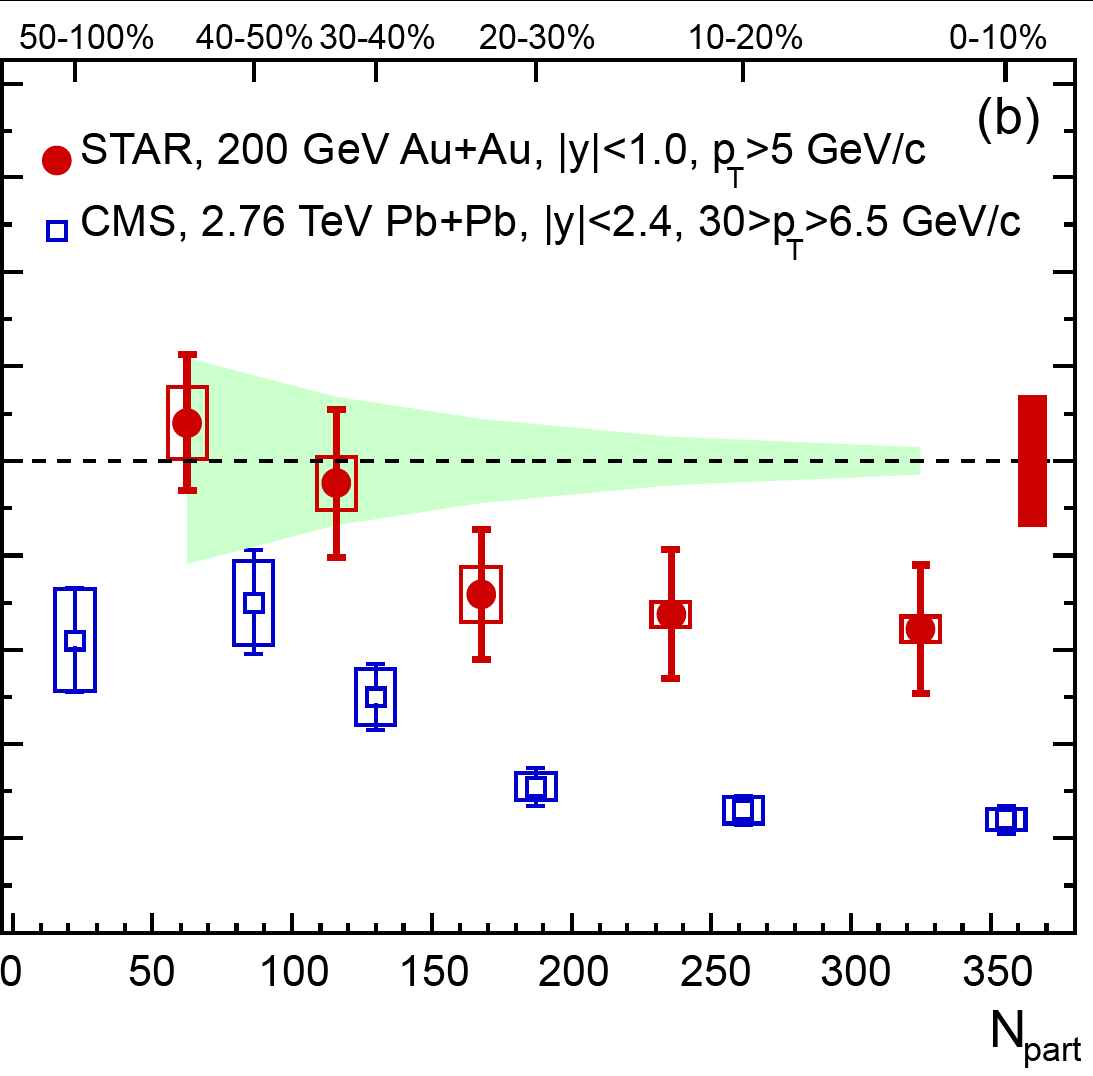 50-100% 40-50% 30-40% 20-30% 10-20% 0-10%
(b)
STAR, 200 GeV Au+Au, |y|<1.0, pT>5 GeV/c
CMS, 2.76 TeV Pb+Pb, |y|<2.4, 30>pT>6.5 GeV/c
0 50 100 150 200 250 300 350
Npart